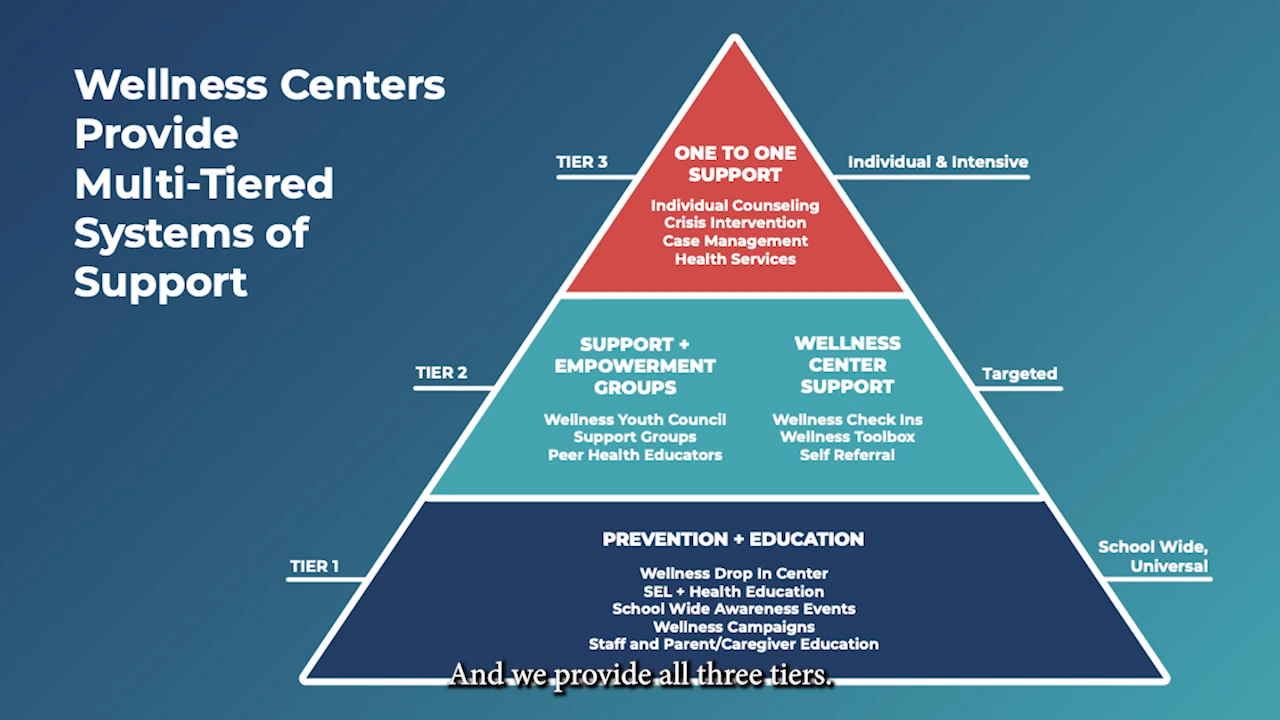 Wellness Centers
Provide
Multi-Tiered
Systems of
Support
TIER 3
ONE TO ONE
SUPPORT
Individual & Intensive
Individual Counseling
Crisis Intervention
Case Management
Health Services
TIER 2
SUPPORT +
EMPOWERMENT
GROUPS
Wellness Youth Council
Support Groups
Peer Health Educators
WELLNESS
CENTER
SUPPORT
Wellness Check Ins
Wellness Toolbox
Self Referral
Targeted
TIER 1
PREVENTION + EDUCATION
Wellness Drop In Center
SEL + Health Education
School Wide Awareness Events
Wellness Campaigns
Staff and Parent/Caregiver Education
School Wide,
Universal
And we provide all three tiers.